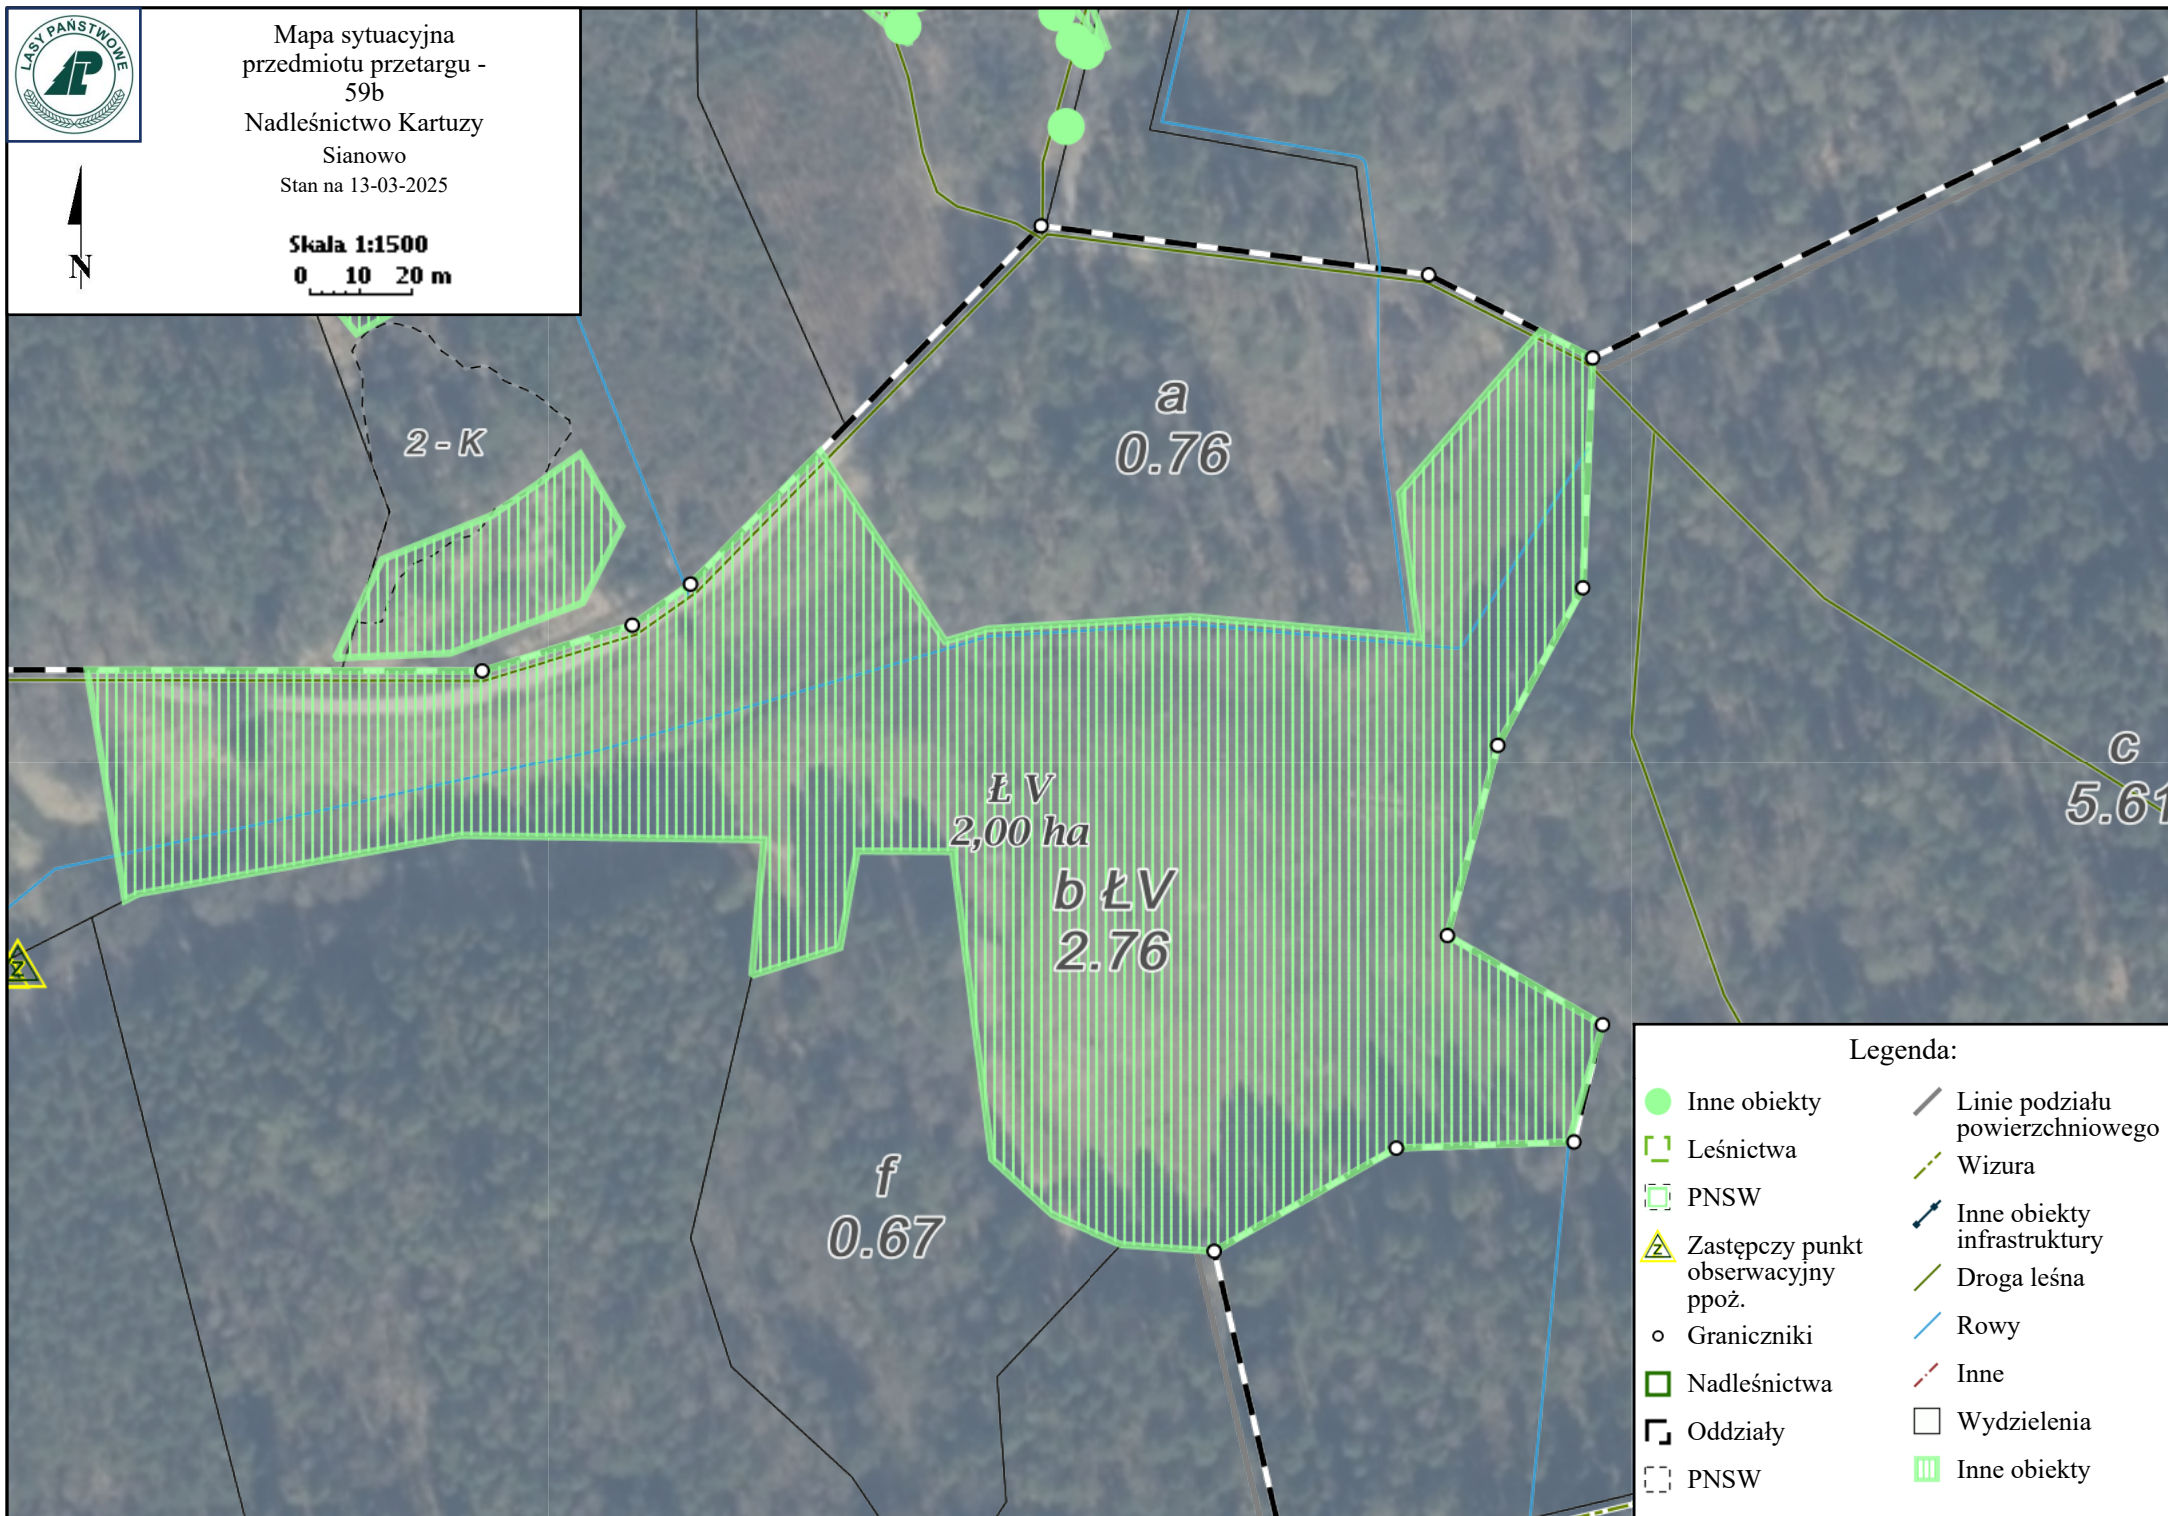 LASY PAŃSTWOWE
LP
Mapa sytuacyjna
przedmiotu przetargu -
59b
Nadleśnictwo Kartuzy
Sianowo
Stan na 13-03-2025
N
Skala 1:1500
0 10 20 m
2 - K
a
0.76
c
5.61
Ł V
2,00 ha
b ŁV
2.76
Z
f
0.67
Legenda:
Inne obiekty
Leśnictwa
PNSW
Z
Zastępczy punkt
obserwacyjny
ppoż.
Graniczniki
Nadleśnictwa
Oddziały
PNSW
Linie podziału
powierzchniowego
Wizura
Inne obiekty
infrastruktury
Droga leśna
Rowy
Inne
Wydzielenia
Inne obiekty